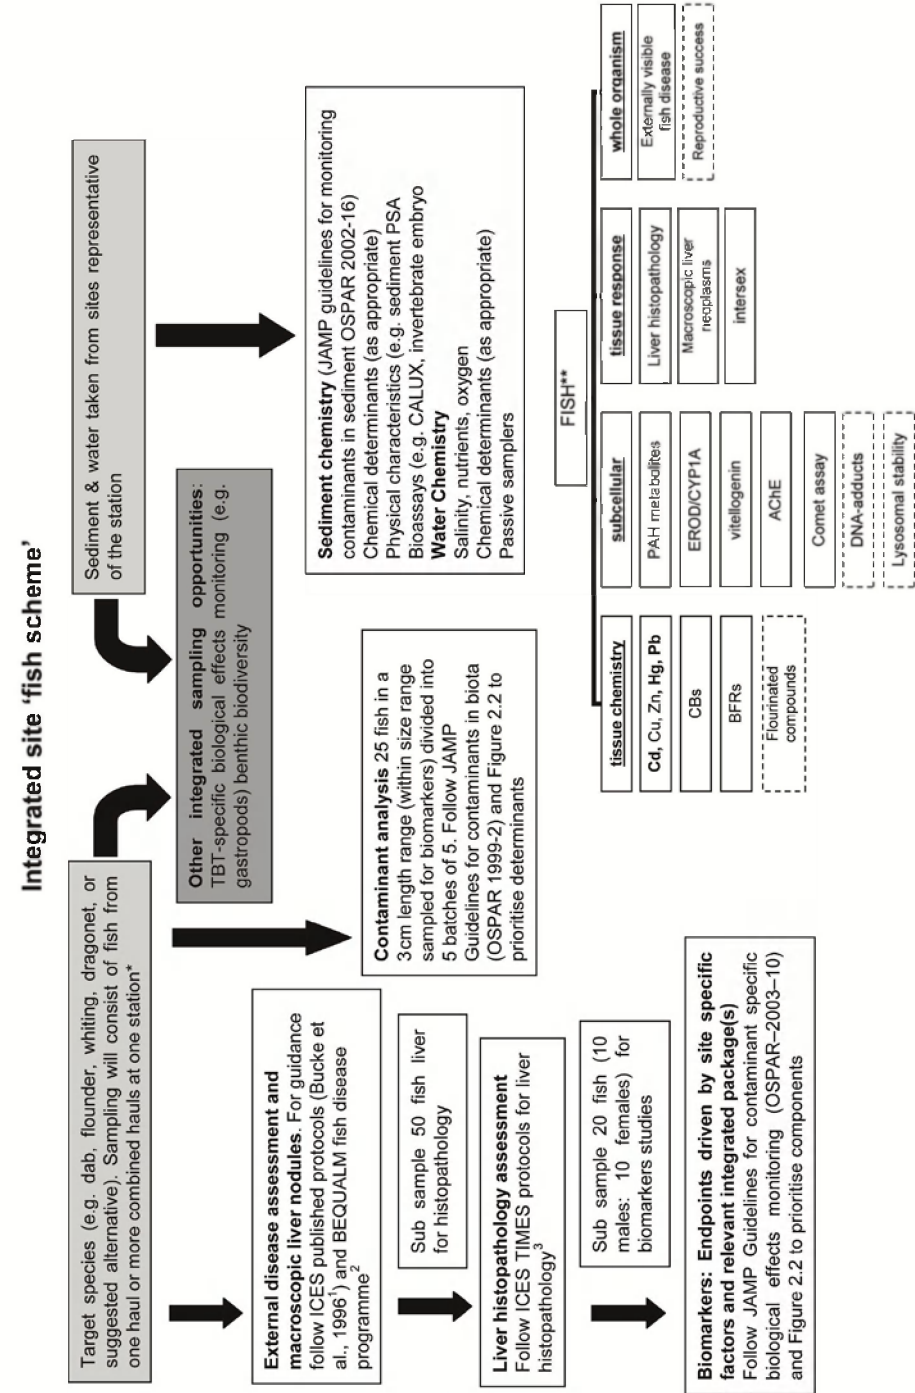 Integrated site 'fish scheme'
Target species (e.g. dab, flounder, whiting, dragonet, or
suggested alternative). Sampling will consist of fish from
one haul or more combined hauls at one station*
Sediment & water taken from sites representative
of the station
Other integrated sampling opportunities:
TBT-specific biological effects monitoring (e.g.
gastropods) benthic biodiversity
External disease assessment and
macroscopic liver nodules. For guidance
follow ICES published protocols (Bucke et
al., 1996¹) and BEQUALM fish disease
programme²
Sub sample 50 fish liver
for histopathology
Liver histopathology assessment
Follow ICES TIMES protocols for liver
histopathology³
Sub sample 20 fish (10
males: 10 females) for
biomarkers studies
Biomarkers: Endpoints driven by site specific
factors and relevant integrated package(s)
Follow JAMP Guidelines for contaminant specific
biological effects monitoring (OSPAR–2003–10)
and Figure 2.2 to prioritise components
Contaminant analysis 25 fish in a
3cm length range (within size range
sampled for biomarkers) divided into
5 batches of 5. Follow JAMP
Guidelines for contaminants in biota
(OSPAR 1999-2) and Figure 2.2 to
prioritise determinants
Sediment chemistry (JAMP guidelines for monitoring
contaminants in sediment OSPAR 2002-16)
Chemical determinants (as appropriate)
Physical characteristics (e.g. sediment PSA
Bioassays (e.g. CALUX, invertebrate embryo
Water Chemistry
Salinity, nutrients, oxygen
Chemical determinants (as appropriate)
Passive samplers
FISH**
tissue chemistry
Cd, Cu, Zn, Hg, Pb
CBs
BFRs
Flourinated
compounds
subcellular
PAH metabolites
EROD/CYP1A
vitellogenin
AChE
Comet assay
DNA-adducts
Lysosomal stability
tissue response
Liver histopathology
Macroscopic liver
neoplasms
intersex
whole organism
Externally visible
fish disease
Reproductive success